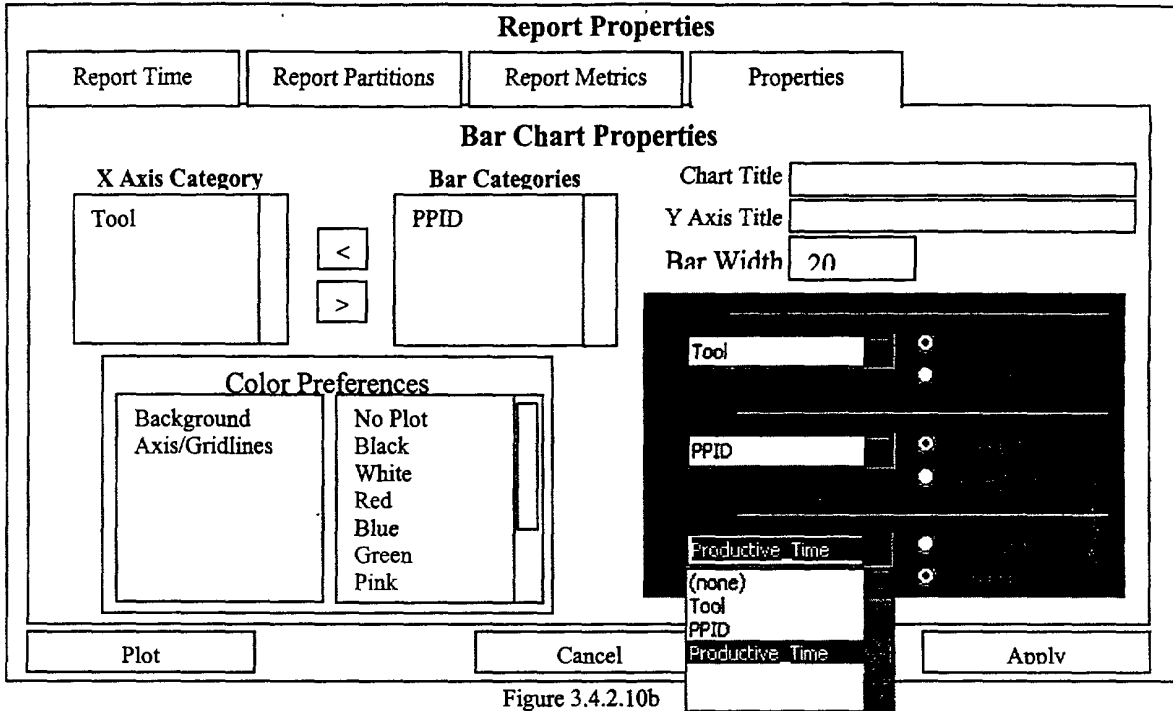 Report Properties
Report Time
Report Partitions
Report Metrics
Properties
Bar Chart Properties
X Axis Category
Tool
<
>
Bar Categories
PPID
Chart Title
Y Axis Title
Bar Width 20
Color Preferences
Background
Axis/Gridlines
No Plot
Black
White
Red
Blue
Green
Pink
Tool
PPID
Productive_Time
(none)
Tool
PPID
Productive_Time
Plot
Cancel
Apply
Figure 3.4.2.10b